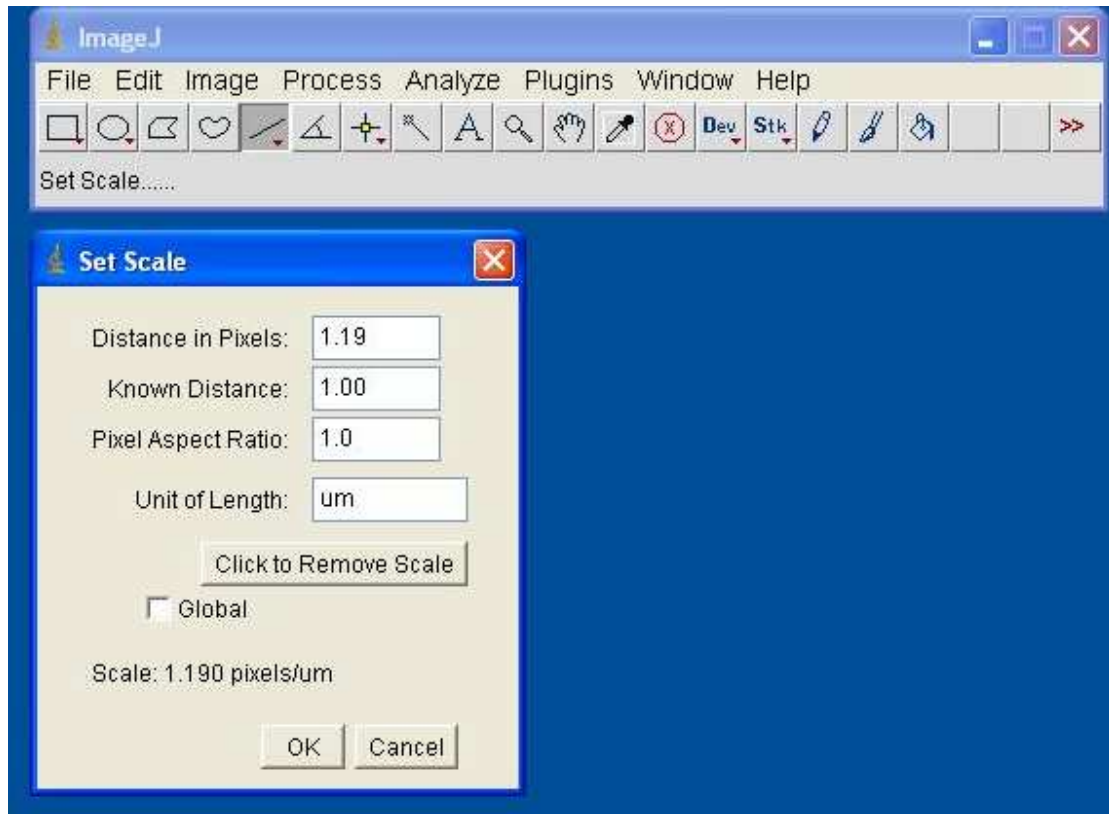 ImageJ
File Edit Image Process Analyze Plugins Window Help
A Dev Stk >>
Set Scale......
Set Scale
Distance in Pixels: 1.19
Known Distance: 1.00
Pixel Aspect Ratio: 1.0
Unit of Length: um
Click to Remove Scale
Global
Scale: 1.190 pixels/um
OK Cancel